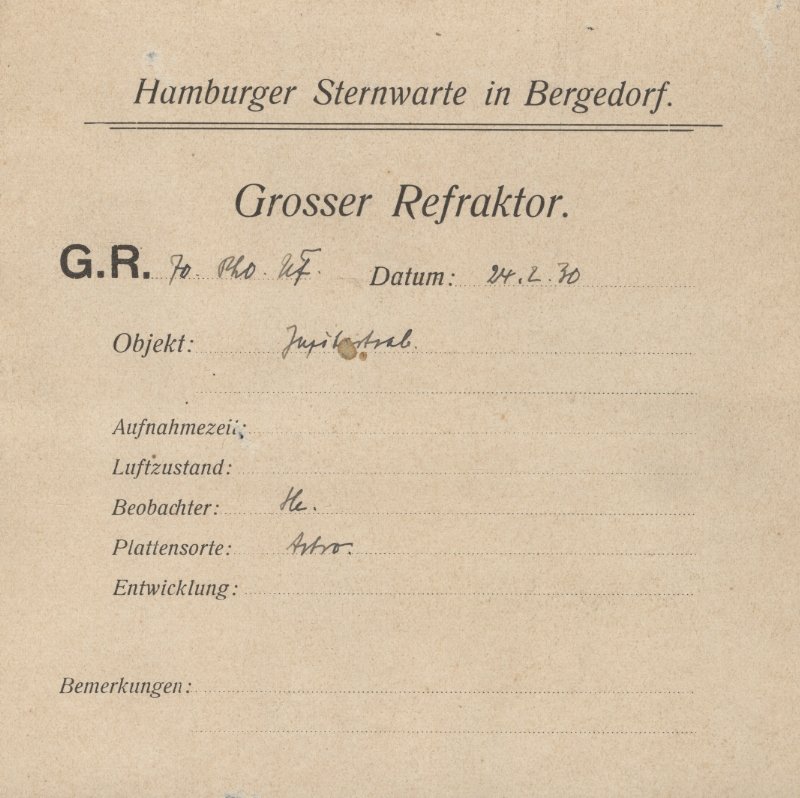 Hamburger Sternwarte in Bergedorf.
Grosser Refraktor.
G.R. Datum: 24.2.30
Objekt: Jupitertrab.
Aufnahmezeit:
Luftzustand:
Beobachter: He.
Plattensorte: Astro.
Entwicklung:
Bemerkungen: